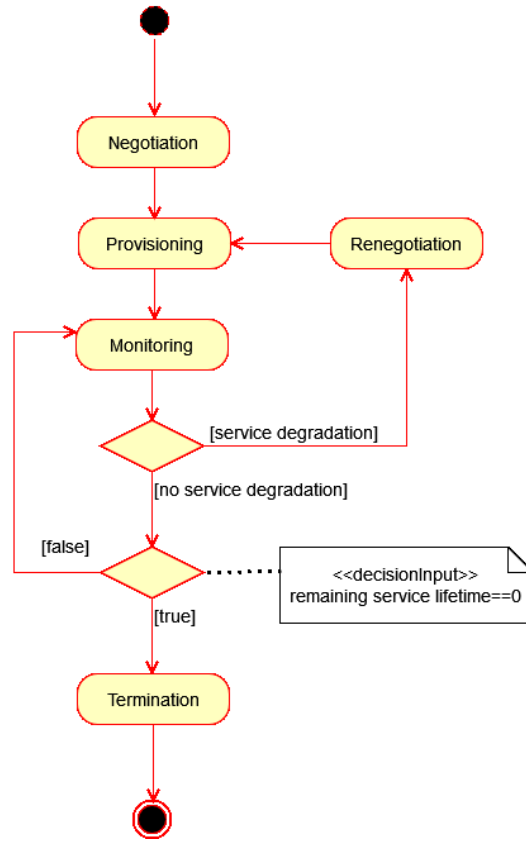 Negotiation
Provisioning
Renegotiation
Monitoring
[service degradation]
[no service degradation]
[false]
<<decisionInput>>
remaining service lifetime==0
[true]
Termination